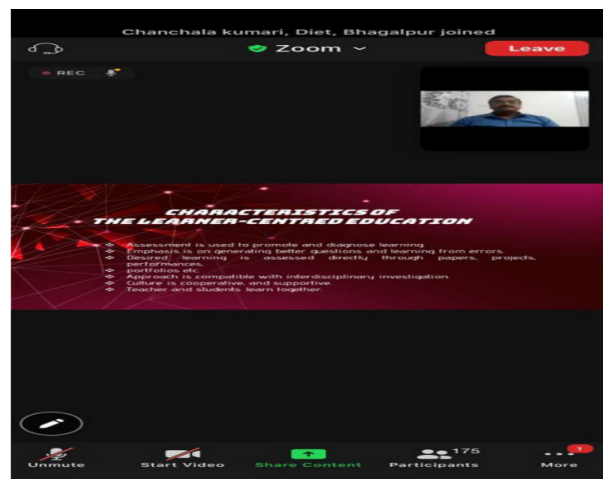 Chanchala kumari, Diet, Bhagalpur joined
Zoom
Leave
REC
CHARACTERISTICS OF
THE LEARNER-CENTRED EDUCATION
❖ Assessment is used to promote and diagnose learning.
❖ Emphasis is on generating better questions and learning from errors.
❖ Desired learning is assessed directly through papers, projects,
performances,
❖ portfolios etc.
❖ Approach is compatible with interdisciplinary investigation.
❖ Culture is cooperative, and supportive.
❖ Teacher and students learn together.
Unmute
Start Video
Share Content
175
Participants
1
More